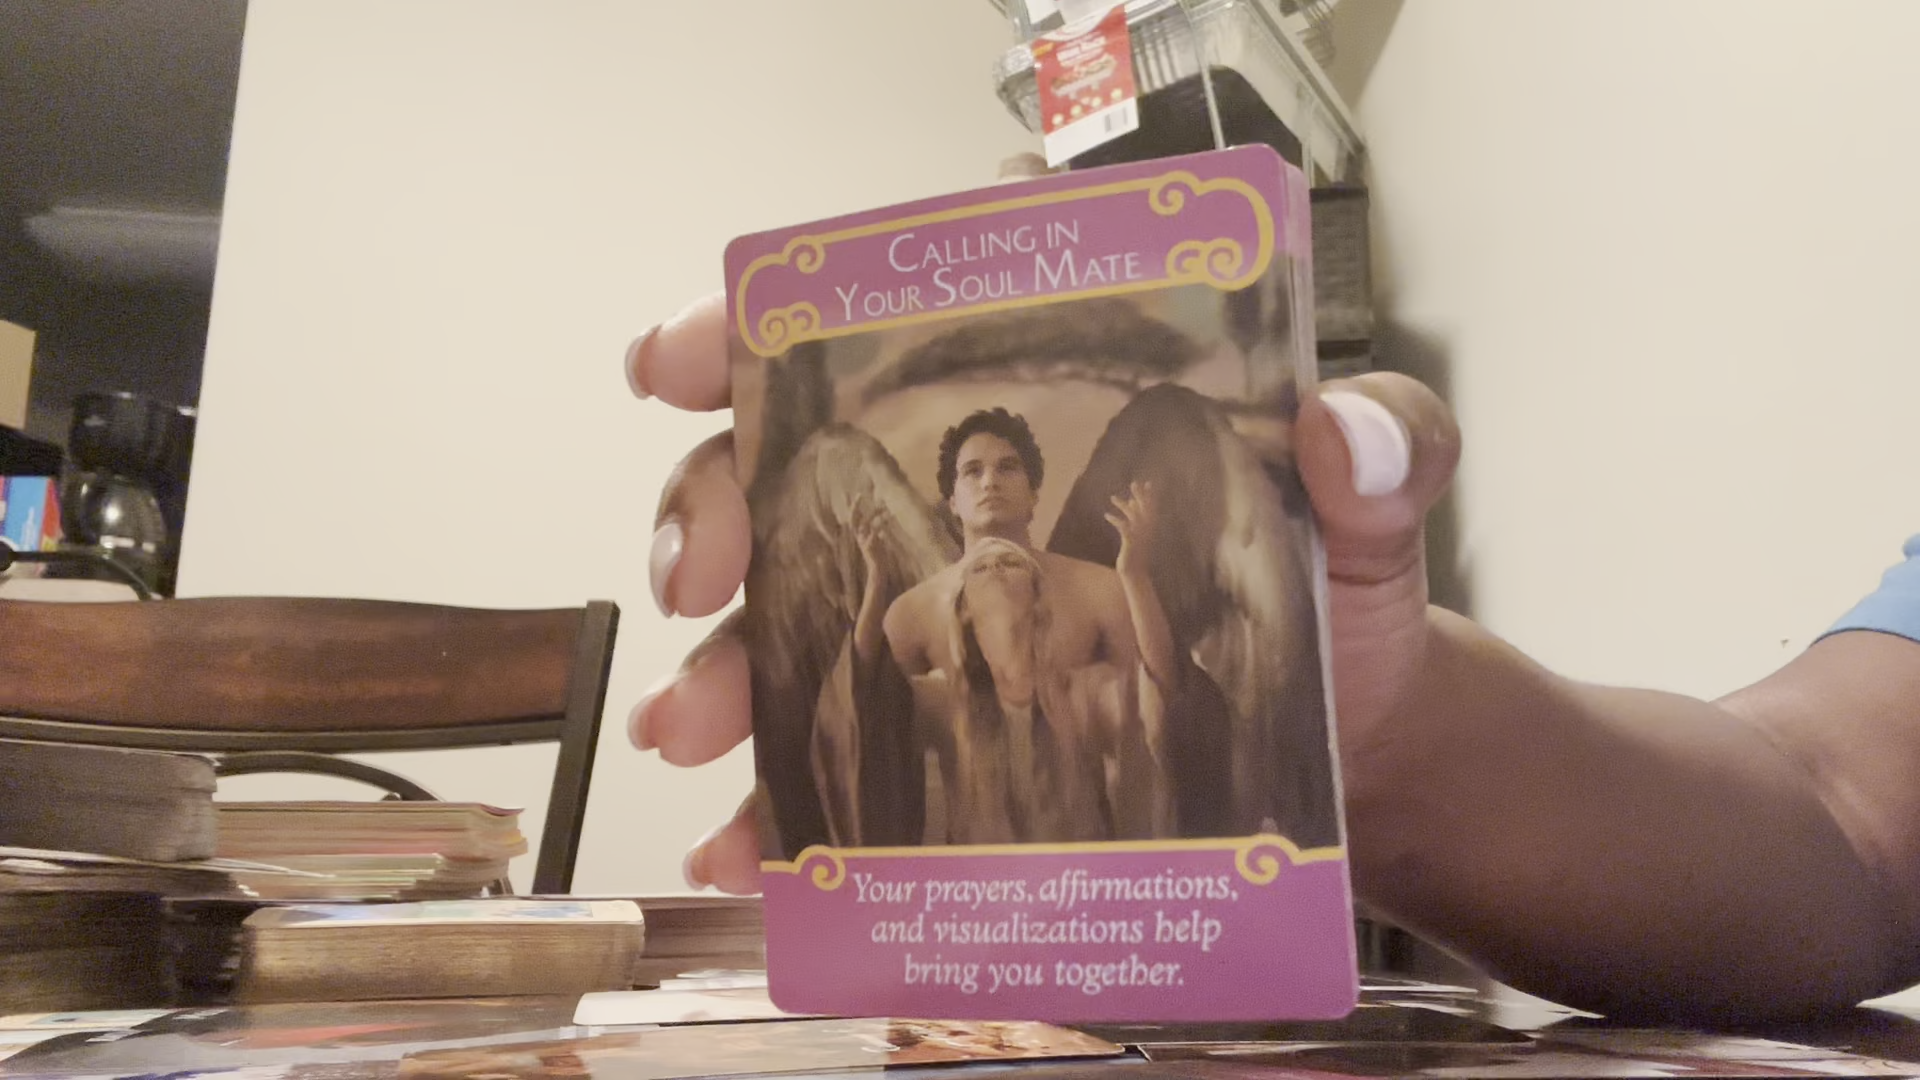 CALLING IN
YOUR SOUL MATE
Your prayers, affirmations,
and visualizations help
bring you together.